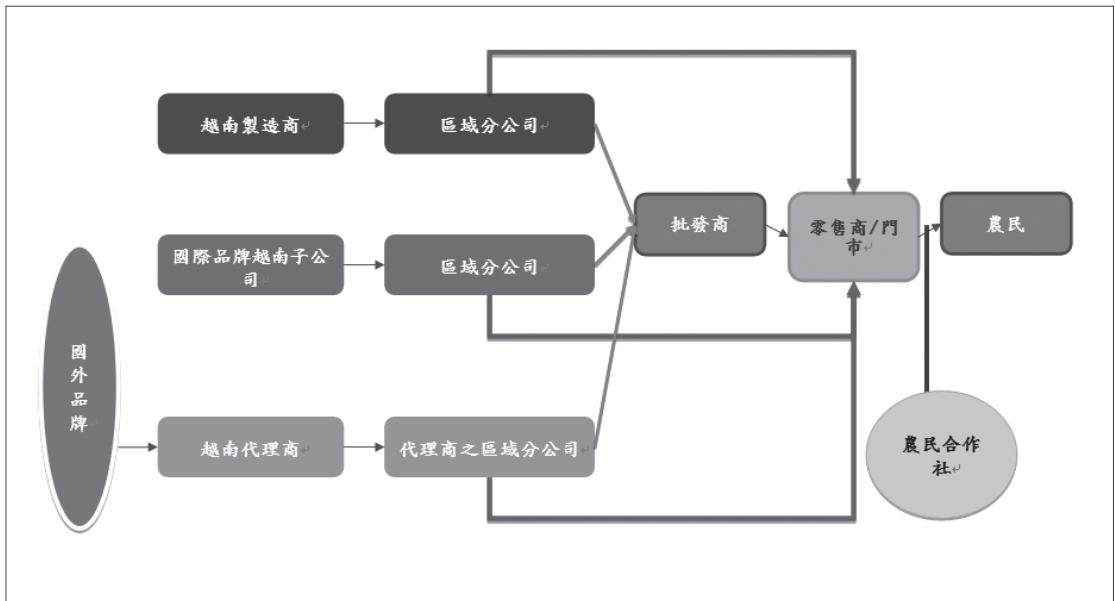 越南製造商
區域分公司
批發商
零售商/門
市
農民
國際品牌越南子公
司
區域分公司
國
外
品
牌
越南代理商
代理商之區域分公司
農民合作
社